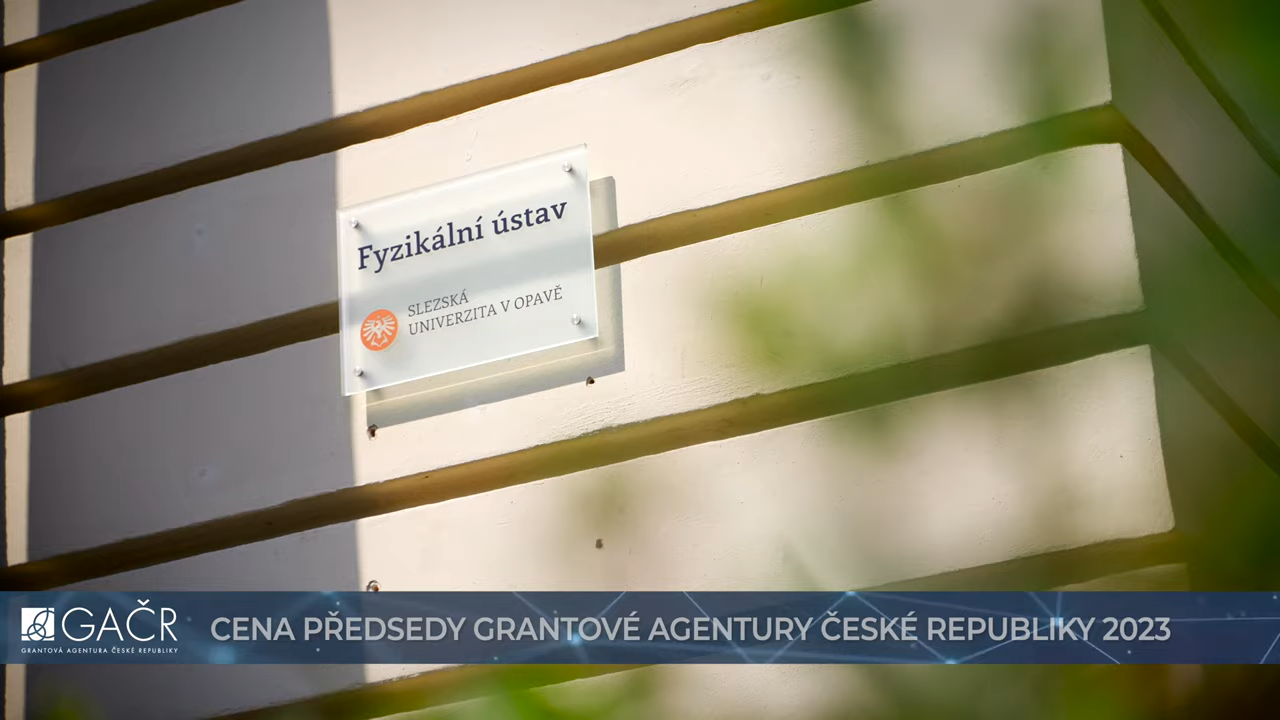 Fyzikální ústav
SLEZSKÁ
UNIVERZITA V OPAVĚ
GAČR
GRANTOVÁ AGENTURA ČESKÉ REPUBLIKY
CENA PŘEDSEDY GRANTOVÉ AGENTURY ČESKÉ REPUBLIKY 2023